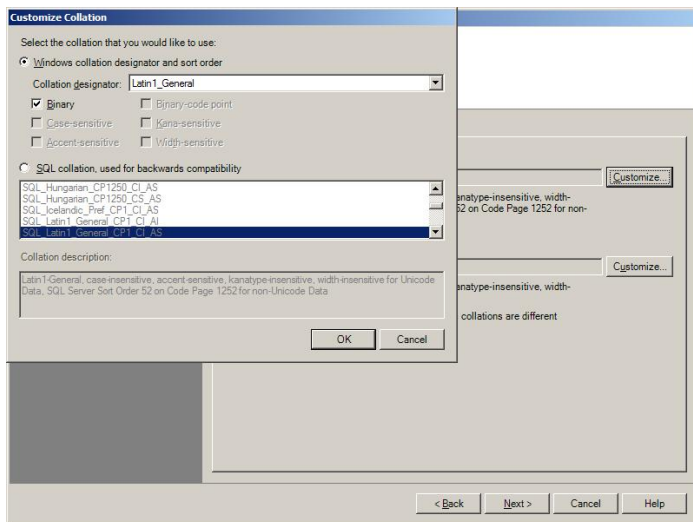 Customize Collation
Select the collation that you would like to use:
Windows collation designator and sort order
Collation designator: Latin1_General
Binary Binary-code point
Case-sensitive Kana-sensitive
Accent-sensitive Width-sensitive
SQL collation, used for backwards compatibility
SQL_Hungarian_CP1250_CI_AS
SQL_Hungarian_CP1250_CS_AS
SQL_Icelandic_Pref_CP1_CI_AS
SQL_Latin1_General_CP1_CI_AI
SQL_Latin1_General_CP1_CI_AS
Collation description:
Latin1-General, case-insensitive, accent-sensitive, kanatype-insensitive, width-insensitive for Unicode
Data, SQL Server Sort Order 52 on Code Page 1252 for non-Unicode Data
OK Cancel
Customize...
anatype-insensitive, width-
52 on Code Page 1252 for non-
Customize...
anatype-insensitive, width-
collations are different
< Back Next > Cancel Help